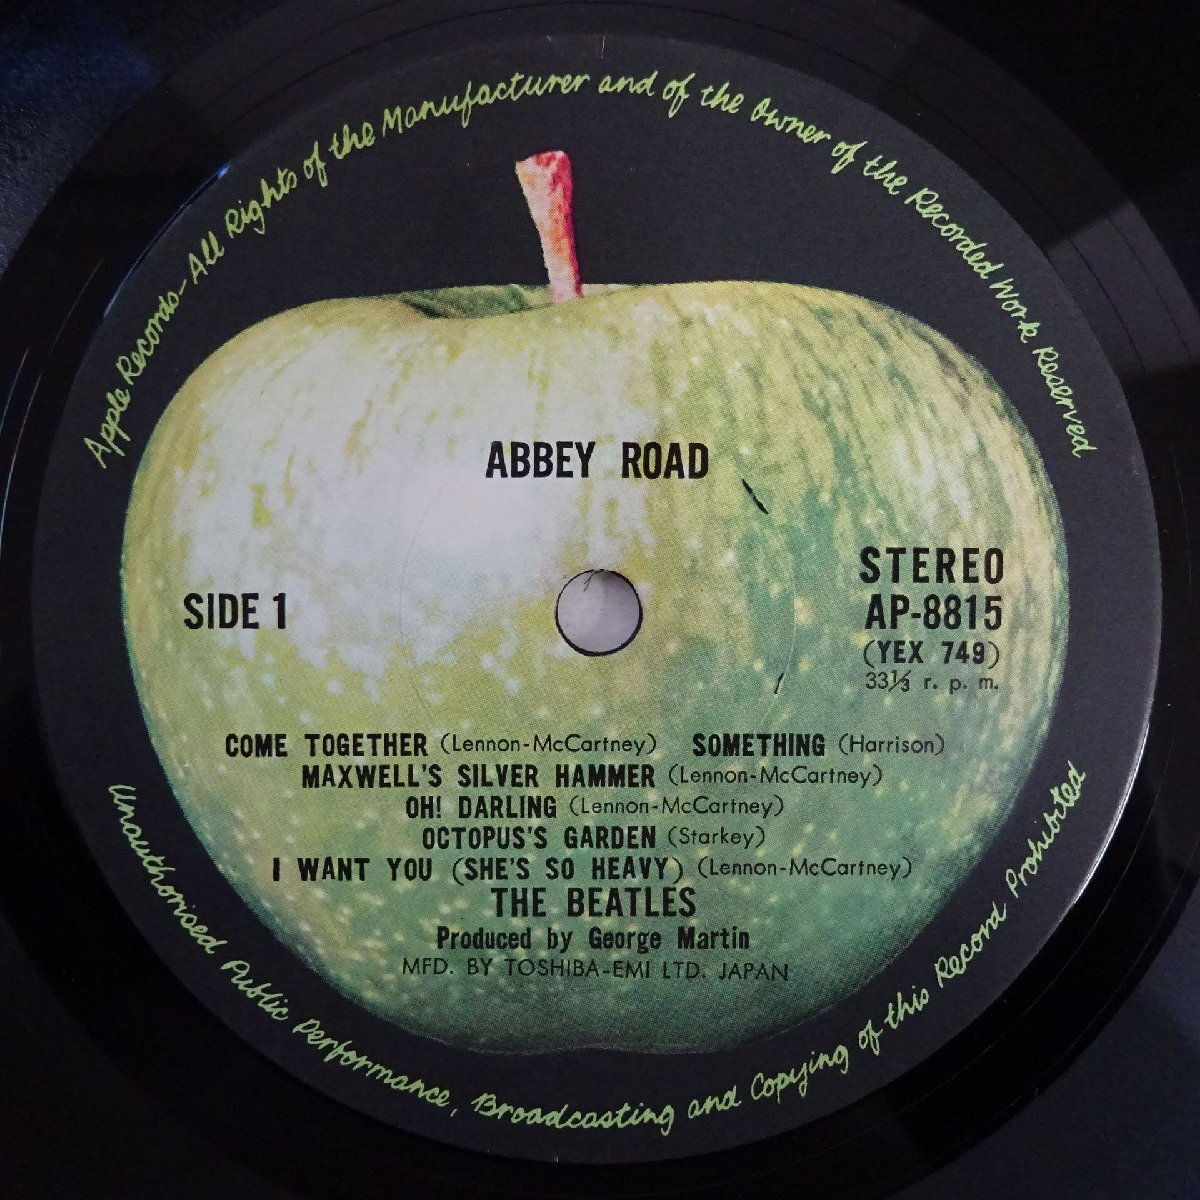 Apple Records-All Rights of the Manufacturer and of the Owner of the Recorded Work Reserved
ABBEY ROAD
SIDE 1
STEREO
AP-8815
(YEX 749)
33⅓ r. p. m.
COME TOGETHER (Lennon-McCartney) SOMETHING (Harrison)
MAXWELL'S SILVER HAMMER (Lennon-McCartney)
OH! DARLING (Lennon-McCartney)
OCTOPUS'S GARDEN (Starkey)
I WANT YOU (SHE'S SO HEAVY) (Lennon-McCartney)
THE BEATLES
Produced by George Martin
MFD. BY TOSHIBA-EMI LTD. JAPAN
Unauthorised Public Performance, Broadcasting and Copying of this Record Prohibited